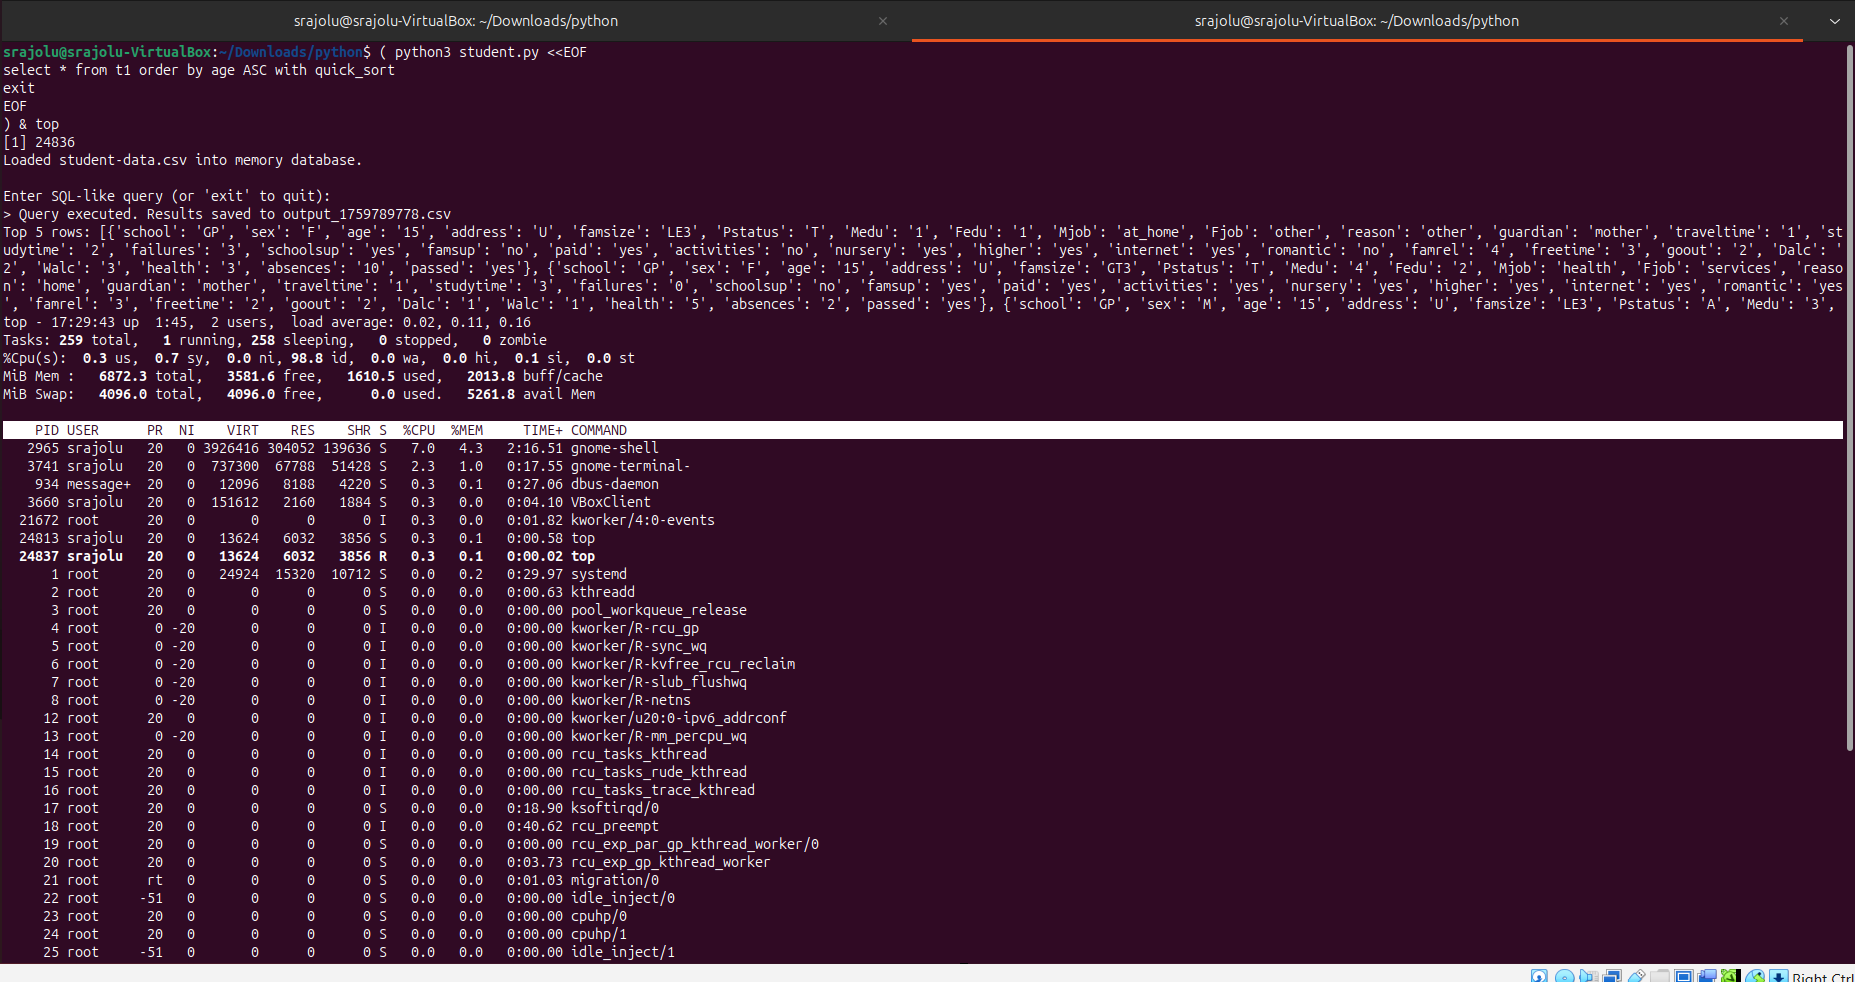 srajolu@srajolu-VirtualBox: ~/Downloads/python × srajolu@srajolu-VirtualBox: ~/Downloads/python ×
srajolu@srajolu-VirtualBox:~/Downloads/python$ ( python3 student.py <<EOF
select * from t1 order by age ASC with quick_sort
exit
EOF
) & top
[1] 24836
Loaded student-data.csv into memory database.
Enter SQL-like query (or 'exit' to quit):
> Query executed. Results saved to output_1759789778.csv
Top 5 rows: [{'school': 'GP', 'sex': 'F', 'age': '15', 'address': 'U', 'famsize': 'LE3', 'Pstatus': 'T', 'Medu': '1', 'Fedu': '1', 'Mjob': 'at_home', 'Fjob': 'other', 'reason': 'other', 'guardian': 'mother', 'traveltime': '1', 'st
udytime': '2', 'failures': '3', 'schoolsup': 'yes', 'famsup': 'no', 'paid': 'yes', 'activities': 'no', 'nursery': 'yes', 'higher': 'yes', 'internet': 'yes', 'romantic': 'no', 'famrel': '4', 'freetime': '3', 'goout': '2', 'Dalc': '
2', 'Walc': '3', 'health': '3', 'absences': '10', 'passed': 'yes'}, {'school': 'GP', 'sex': 'F', 'age': '15', 'address': 'U', 'famsize': 'GT3', 'Pstatus': 'T', 'Medu': '4', 'Fedu': '2', 'Mjob': 'health', 'Fjob': 'services', 'reaso
n': 'home', 'guardian': 'mother', 'traveltime': '1', 'studytime': '3', 'failures': '0', 'schoolsup': 'no', 'famsup': 'yes', 'paid': 'yes', 'activities': 'yes', 'nursery': 'yes', 'higher': 'yes', 'internet': 'yes', 'romantic': 'yes
', 'famrel': '3', 'freetime': '2', 'goout': '2', 'Dalc': '1', 'Walc': '1', 'health': '5', 'absences': '2', 'passed': 'yes'}, {'school': 'GP', 'sex': 'M', 'age': '15', 'address': 'U', 'famsize': 'LE3', 'Pstatus': 'A', 'Medu': '3',
top - 17:29:43 up 1:45, 2 users, load average: 0.02, 0.11, 0.16
Tasks: 259 total, 1 running, 258 sleeping, 0 stopped, 0 zombie
%Cpu(s): 0.3 us, 0.7 sy, 0.0 ni, 98.8 id, 0.0 wa, 0.0 hi, 0.1 si, 0.0 st
MiB Mem : 6872.3 total, 3581.6 free, 1610.5 used, 2013.8 buff/cache
MiB Swap: 4096.0 total, 4096.0 free, 0.0 used. 5261.8 avail Mem
PID USER PR NI VIRT RES SHR S %CPU %MEM TIME+ COMMAND
2965 srajolu 20 0 3926416 304052 139636 S 7.0 4.3 2:16.51 gnome-shell
3741 srajolu 20 0 737300 67788 51428 S 2.3 1.0 0:17.55 gnome-terminal-
934 message+ 20 0 12096 8188 4220 S 0.3 0.1 0:27.06 dbus-daemon
3660 srajolu 20 0 151612 2160 1884 S 0.3 0.0 0:04.10 VBoxClient
21672 root 20 0 0 0 0 I 0.3 0.0 0:01.82 kworker/4:0-events
24813 srajolu 20 0 13624 6032 3856 S 0.3 0.1 0:00.58 top
24837 srajolu 20 0 13624 6032 3856 R 0.3 0.1 0:00.02 top
1 root 20 0 24924 15320 10712 S 0.0 0.2 0:29.97 systemd
2 root 20 0 0 0 0 S 0.0 0.0 0:00.63 kthreadd
3 root 20 0 0 0 0 S 0.0 0.0 0:00.00 pool_workqueue_release
4 root 0 -20 0 0 0 I 0.0 0.0 0:00.00 kworker/R-rcu_gp
5 root 0 -20 0 0 0 I 0.0 0.0 0:00.00 kworker/R-sync_wq
6 root 0 -20 0 0 0 I 0.0 0.0 0:00.00 kworker/R-kvfree_rcu_reclaim
7 root 0 -20 0 0 0 I 0.0 0.0 0:00.00 kworker/R-slub_flushwq
8 root 0 -20 0 0 0 I 0.0 0.0 0:00.00 kworker/R-netns
12 root 20 0 0 0 0 I 0.0 0.0 0:00.00 kworker/u20:0-ipv6_addrconf
13 root 0 -20 0 0 0 I 0.0 0.0 0:00.00 kworker/R-mm_percpu_wq
14 root 20 0 0 0 0 I 0.0 0.0 0:00.00 rcu_tasks_kthread
15 root 20 0 0 0 0 I 0.0 0.0 0:00.00 rcu_tasks_rude_kthread
16 root 20 0 0 0 0 I 0.0 0.0 0:00.00 rcu_tasks_trace_kthread
17 root 20 0 0 0 0 S 0.0 0.0 0:18.90 ksoftirqd/0
18 root 20 0 0 0 0 I 0.0 0.0 0:40.62 rcu_preempt
19 root 20 0 0 0 0 S 0.0 0.0 0:00.00 rcu_exp_par_gp_kthread_worker/0
20 root 20 0 0 0 0 S 0.0 0.0 0:03.73 rcu_exp_gp_kthread_worker
21 root rt 0 0 0 0 S 0.0 0.0 0:01.03 migration/0
22 root -51 0 0 0 0 S 0.0 0.0 0:00.00 idle_inject/0
23 root 20 0 0 0 0 S 0.0 0.0 0:00.00 cpuhp/0
24 root 20 0 0 0 0 S 0.0 0.0 0:00.00 cpuhp/1
25 root -51 0 0 0 0 S 0.0 0.0 0:00.00 idle_inject/1
Right Ctrl